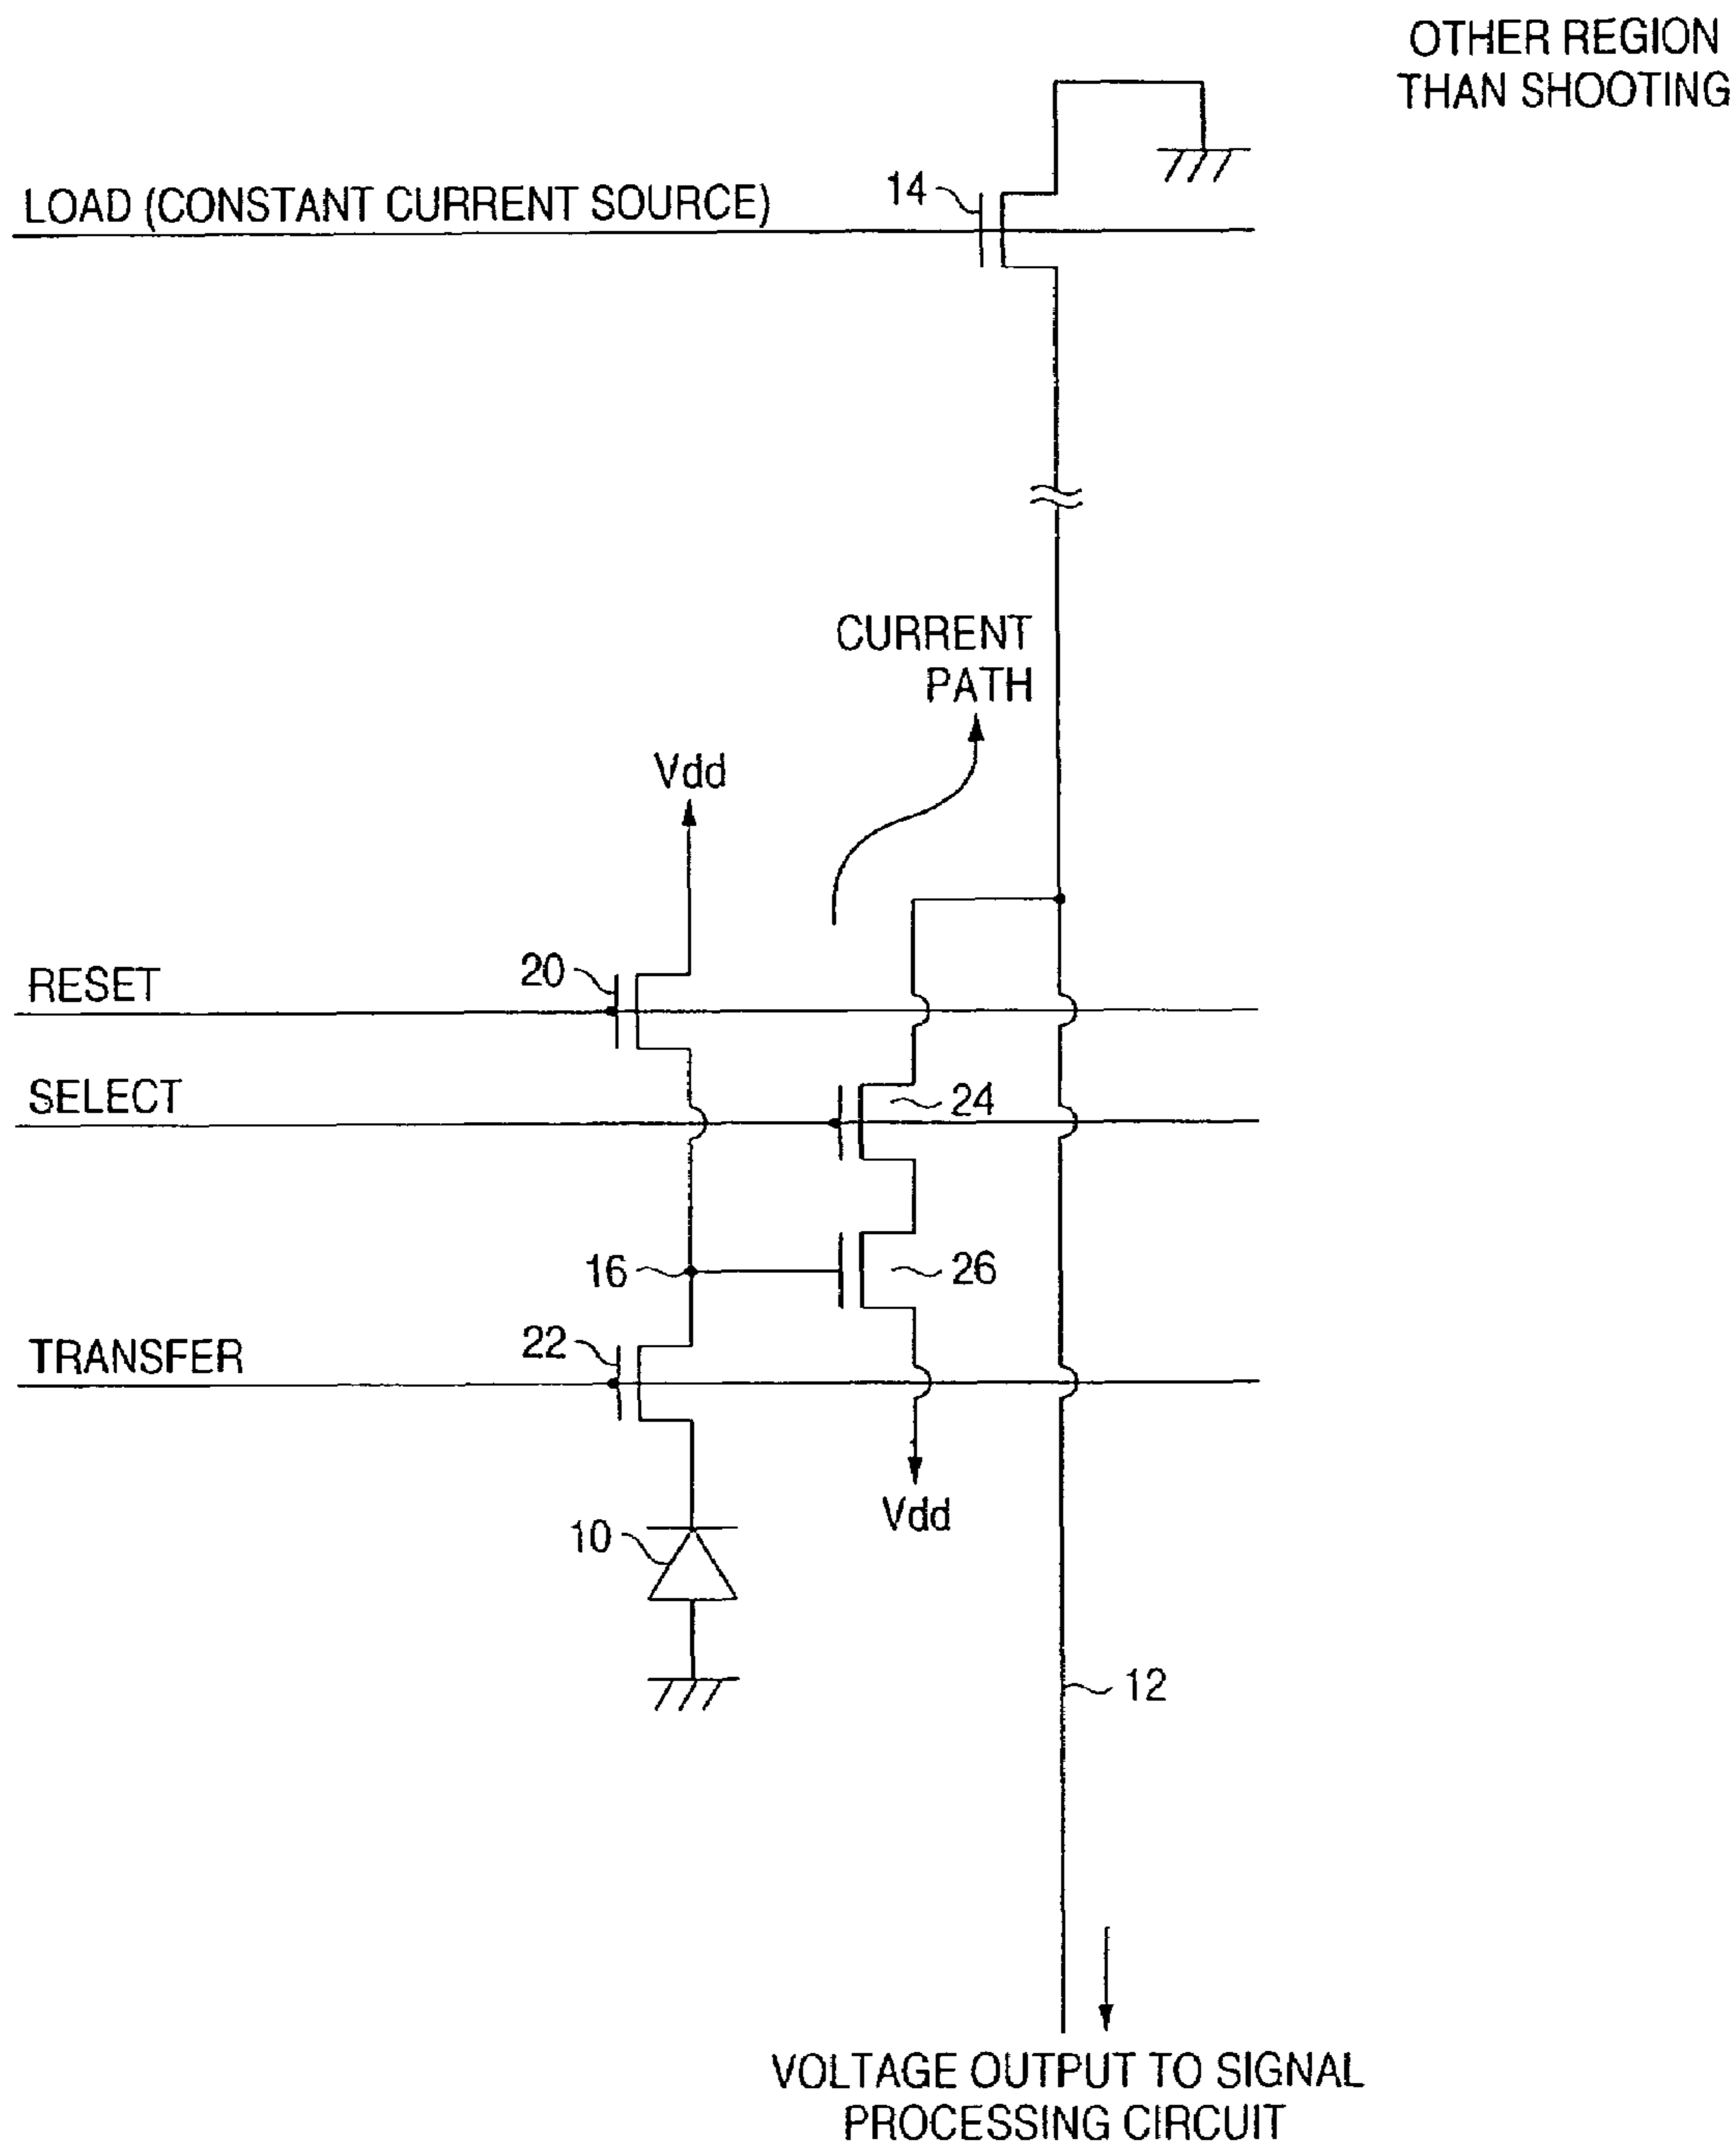 OTHER REGION
THAN SHOOTING
LOAD (CONSTANT CURRENT SOURCE)
14
CURRENT
PATH
Vdd
RESET
20
SELECT
24
16
26
TRANSFER
22
10
Vdd
12
VOLTAGE OUTPUT TO SIGNAL
PROCESSING CIRCUIT